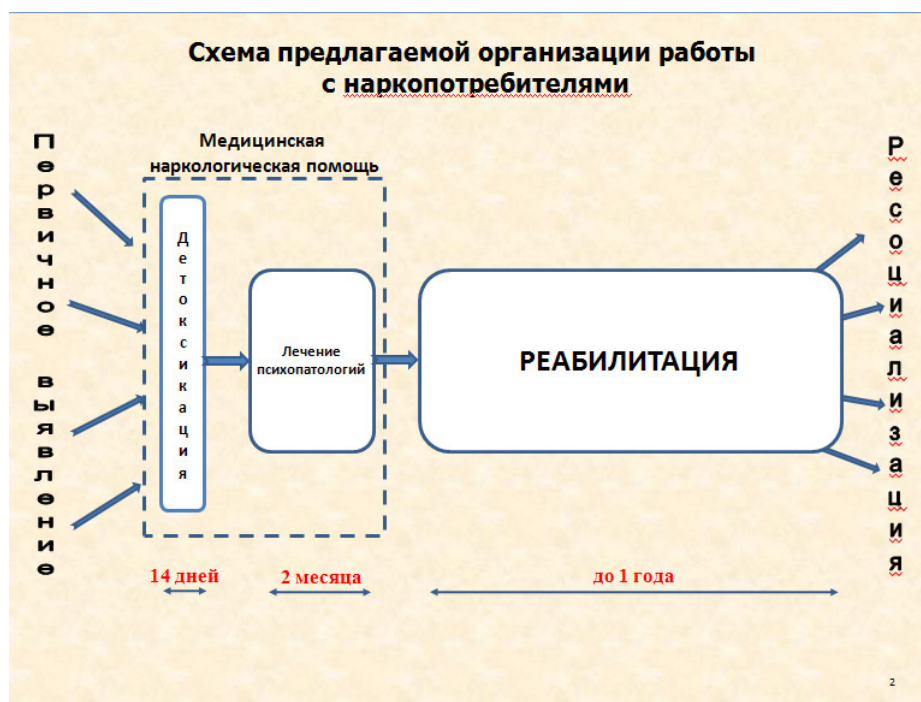 Схема предлагаемой организации работы
с наркопотребителями
Первичное выявление
Медицинская
наркологическая помощь
Детоксикация
Лечение
психопатологий
РЕАБИЛИТАЦИЯ
Ресоциализация
14 дней
2 месяца
до 1 года
2